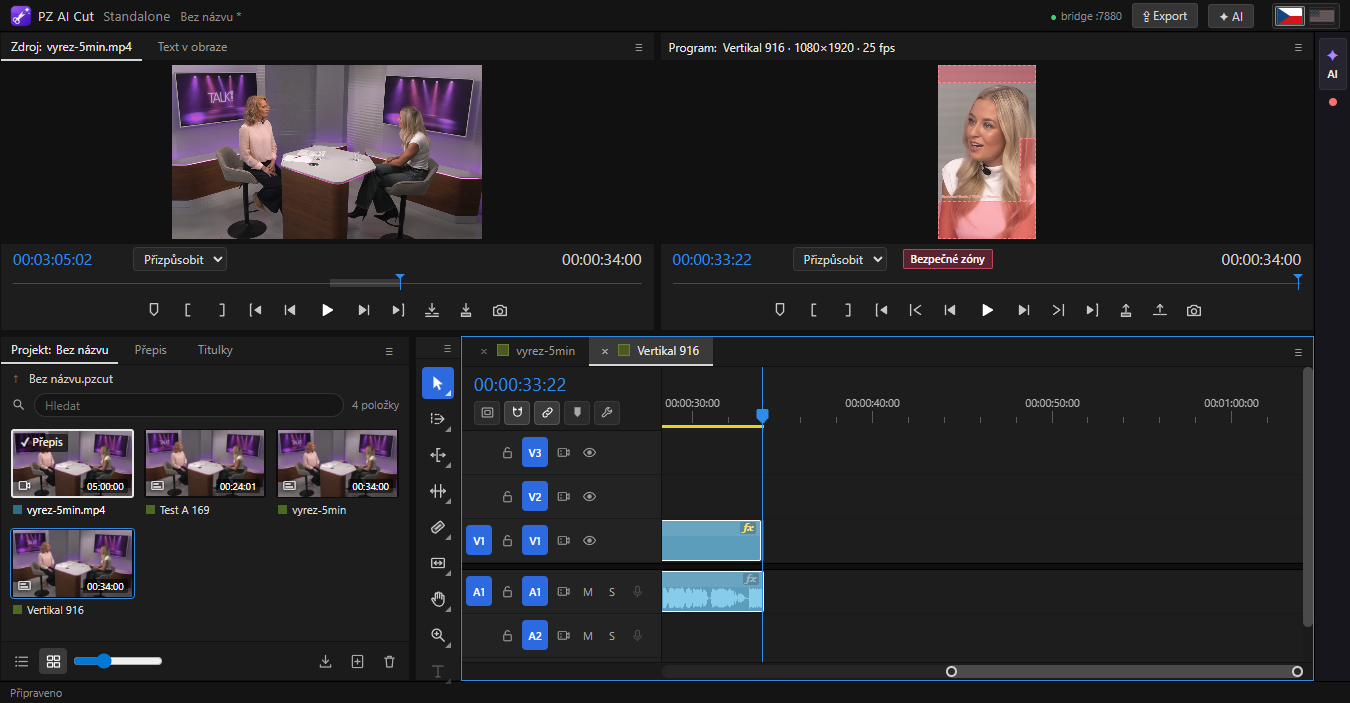 PZ AI Cut Standalone Bez názvu * bridge :7880 Export AI
Zdroj: vyrez-5min.mp4 Text v obraze
Program: Vertikal 916 · 1080×1920 · 25 fps
TALK!
AI
00:03:05:02 Přizpůsobit 00:00:34:00
00:00:33:22 Přizpůsobit Bezpečné zóny 00:00:34:00
Projekt: Bez názvu Přepis Titulky
Bez názvu.pzcut
Hledat 4 položky
✓ Přepis
05:00:00 00:24:01 00:34:00
vyrez-5min.mp4 Test A 169 vyrez-5min
00:34:00
Vertikal 916
× vyrez-5min × Vertikal 916
00:00:33:22
00:00:30:00 00:00:40:00 00:00:50:00 00:01:00:00
V3
V2
V1 V1 fx
A1 A1 M S fx
A2 M S
T
Připraveno